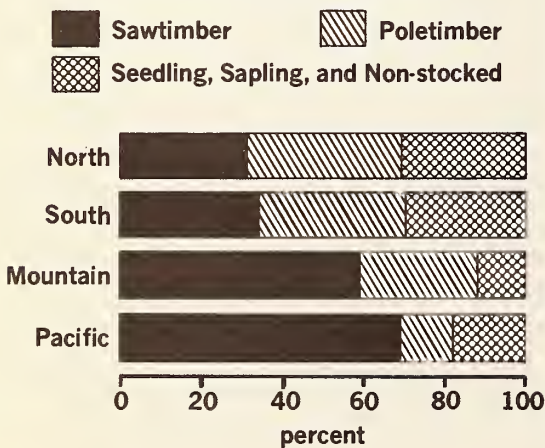 Sawtimber Poletimber
Seedling, Sapling, and Non-stocked
North
South
Mountain
Pacific
0 20 40 60 80 100
percent